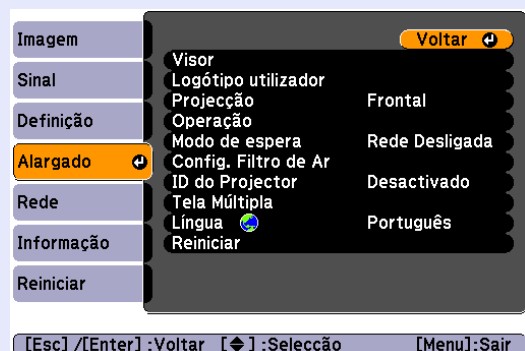 Imagem
Sinal
Definição
Alargado
Rede
Informação
Reiniciar
Voltar
Visor
Logótipo utilizador
Projecção Frontal
Operação
Modo de espera Rede Desligada
Config. Filtro de Ar
ID do Projector Desactivado
Tela Múltipla
Língua Português
Reiniciar
[Esc] /[Enter] :Voltar [◆] :Selecção [Menu]:Sair